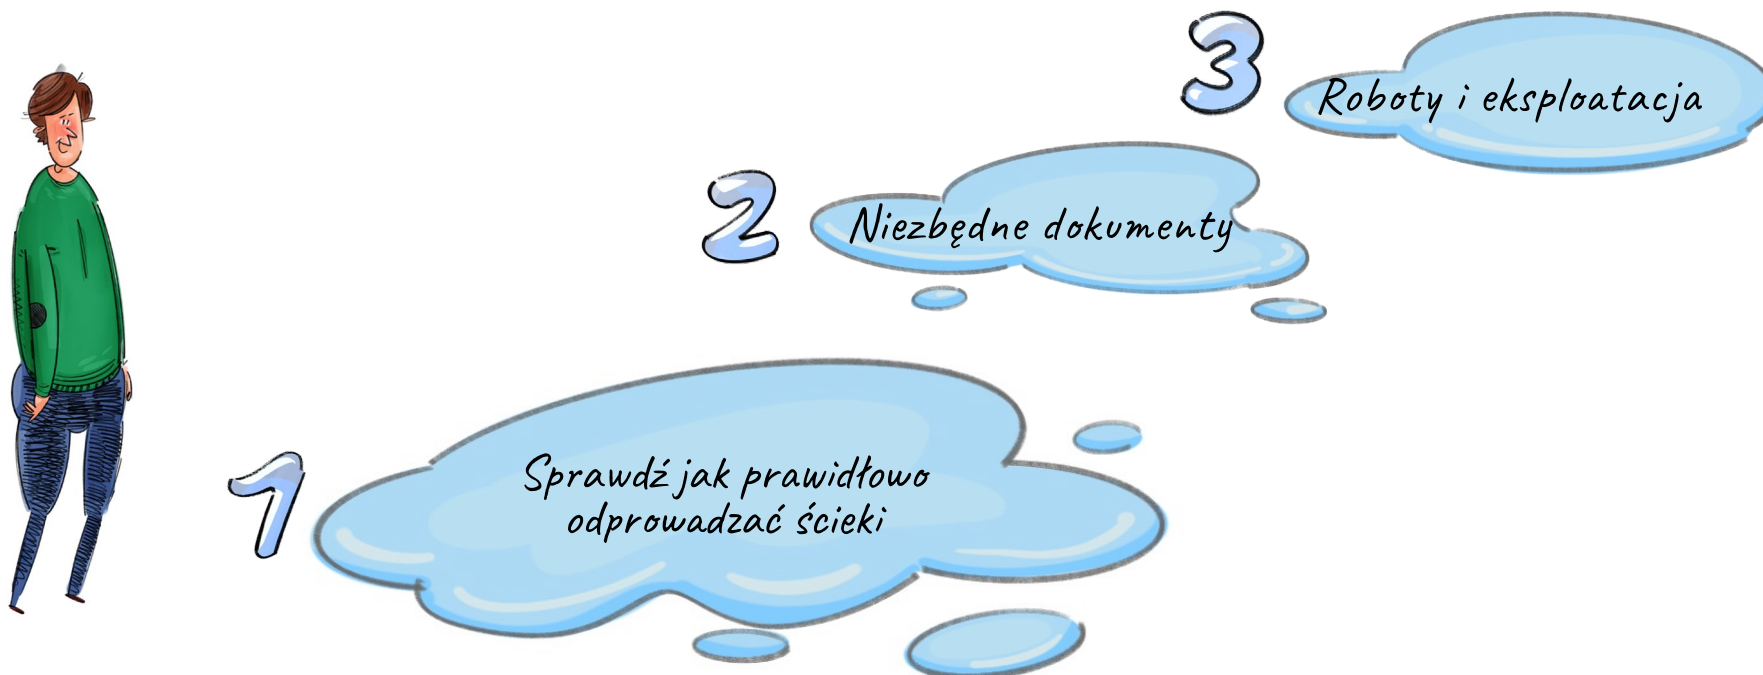 3
Roboty i eksploatacja
2
Niezbędne dokumenty
1
Sprawdź jak prawidłowo
odprowadzać ścieki